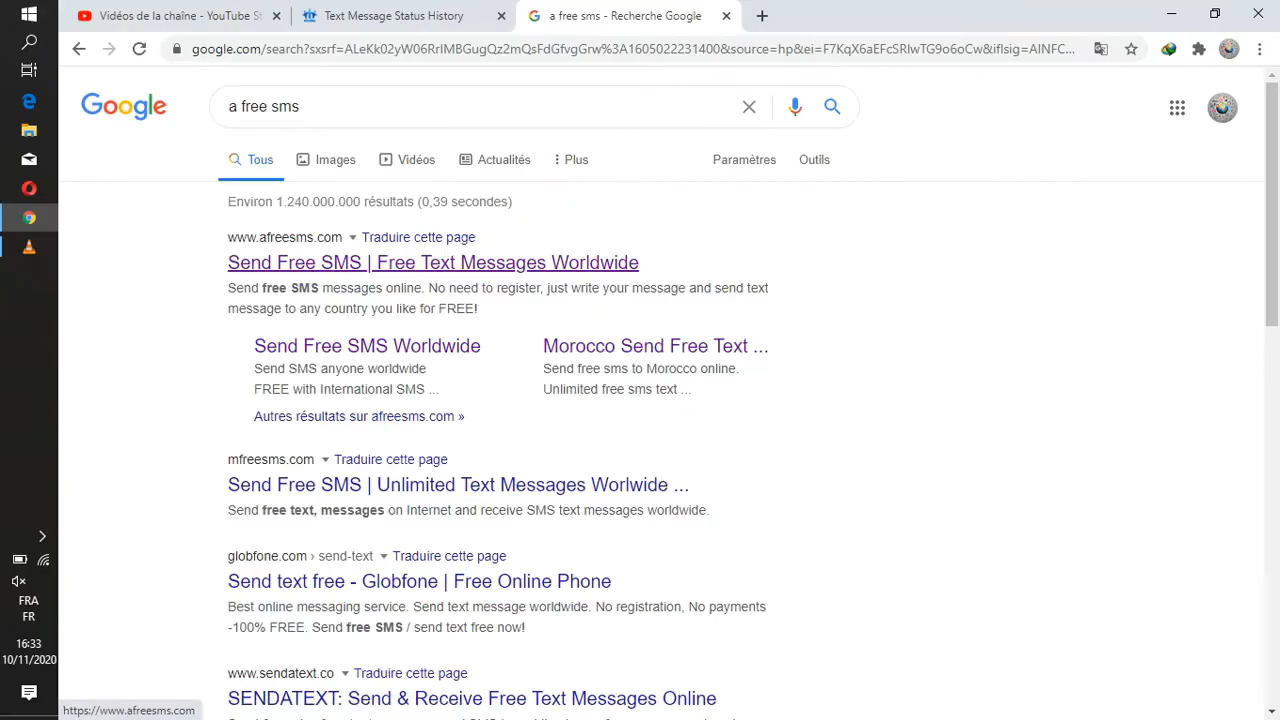 Vidéos de la chaîne - YouTube St
Text Message Status History
a free sms - Recherche Google
google.com/search?sxsrf=ALeKk02yW06RrIMBGugQz2mQsFdGfvgGrw%3A1605022231400&source=hp&ei=F7KqX6aEFcSRlwTG9o6oCw&iflsig=AINFC...
Google
a free sms
Tous
Images
Vidéos
Actualités
Plus
Paramètres
Outils
Environ 1.240.000.000 résultats (0,39 secondes)
www.afreesms.com Traduire cette page
Send Free SMS | Free Text Messages Worldwide
Send free SMS messages online. No need to register, just write your message and send text
message to any country you like for FREE!
Send Free SMS Worldwide
Send SMS anyone worldwide
FREE with International SMS ...
Morocco Send Free Text ...
Send free sms to Morocco online.
Unlimited free sms text ...
Autres résultats sur afreesms.com »
mfreesms.com Traduire cette page
Send Free SMS | Unlimited Text Messages Worlwide ...
Send free text, messages on Internet and receive SMS text messages worldwide.
globfone.com › send-text Traduire cette page
Send text free - Globfone | Free Online Phone
Best online messaging service. Send text message worldwide. No registration, No payments
-100% FREE. Send free SMS / send text free now!
www.sendatext.co Traduire cette page
SENDATEXT: Send & Receive Free Text Messages Online
FRA
FR
16:33
10/11/2020
https://www.afreesms.com